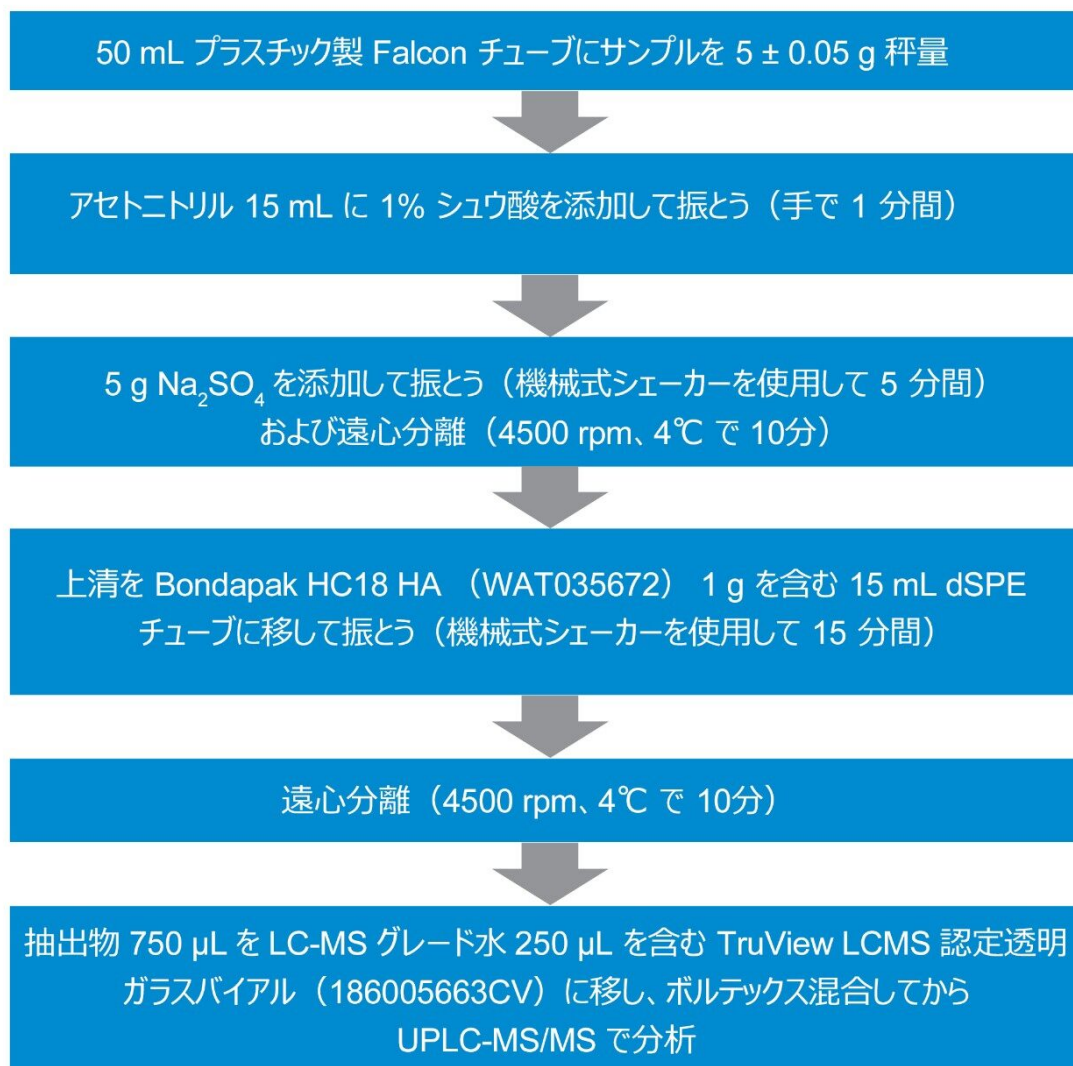 50 mL プラスチック製 Falcon チューブにサンプルを 5 ± 0.05 g 秤量
アセトニトリル 15 mL に 1% シュウ酸を添加して振とう（手で 1 分間）
5 g Na₂SO₄ を添加して振とう（機械式シェーカーを使用して 5 分間）
および遠心分離（4500 rpm、4℃ で 10分）
上清を Bondapak HC18 HA （WAT035672） 1 g を含む 15 mL dSPE
チューブに移して振とう（機械式シェーカーを使用して 15 分間）
遠心分離（4500 rpm、4℃ で 10分）
抽出物 750 µL を LC-MS グレード水 250 µL を含む TruView LCMS 認定透明
ガラスバイアル（186005663CV）に移し、ボルテックス混合してから
UPLC-MS/MS で分析